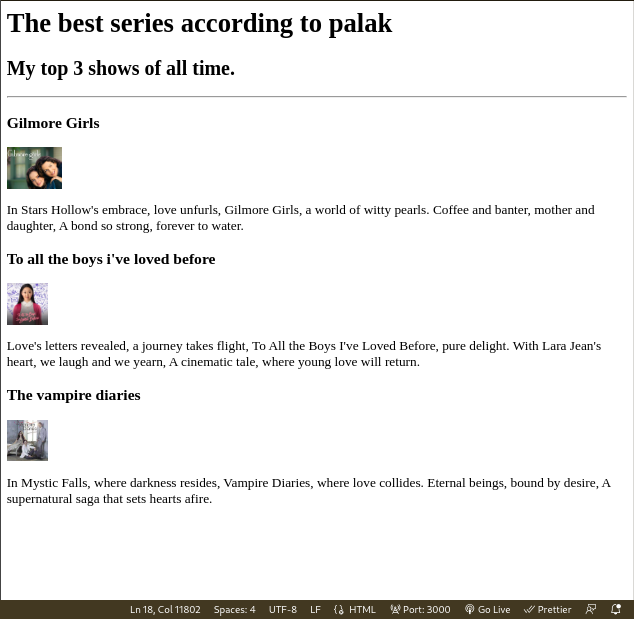 The best series according to palak
My top 3 shows of all time.
Gilmore Girls
In Stars Hollow's embrace, love unfurls, Gilmore Girls, a world of witty pearls. Coffee and banter, mother and
daughter, A bond so strong, forever to water.
To all the boys i've loved before
Love's letters revealed, a journey takes flight, To All the Boys I've Loved Before, pure delight. With Lara Jean's
heart, we laugh and we yearn, A cinematic tale, where young love will return.
The vampire diaries
In Mystic Falls, where darkness resides, Vampire Diaries, where love collides. Eternal beings, bound by desire, A
supernatural saga that sets hearts afire.
Ln 18, Col 11802 Spaces: 4 UTF-8 LF HTML Port: 3000 Go Live Prettier